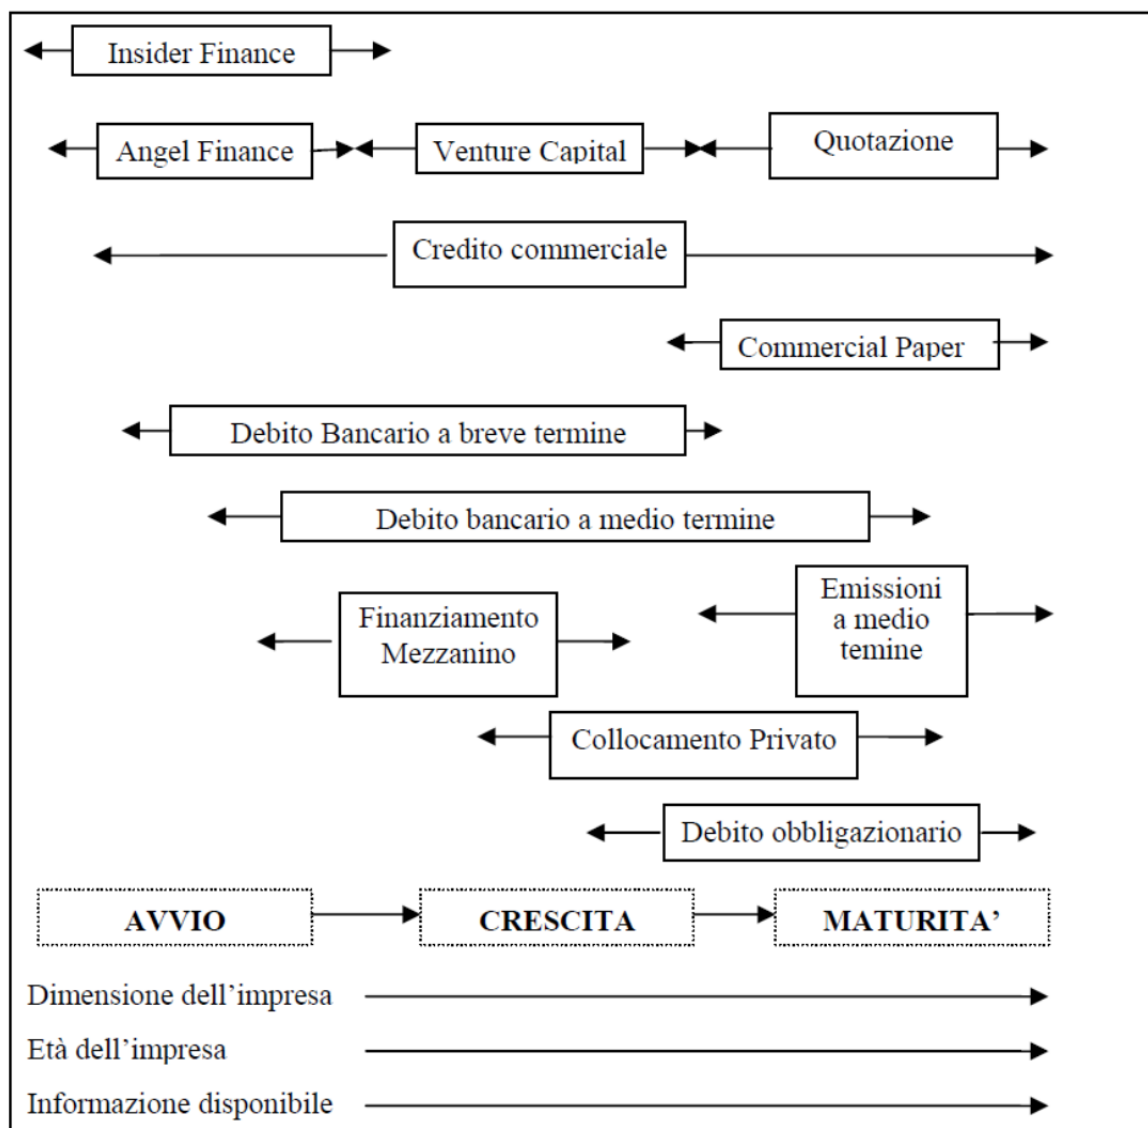 Insider Finance
Angel Finance
Venture Capital
Quotazione
Credito commerciale
Commercial Paper
Debito Bancario a breve termine
Debito bancario a medio termine
Finanziamento
Mezzanino
Emissioni
a medio
temine
Collocamento Privato
Debito obbligazionario
AVVIO
CRESCITA
MATURITA’
Dimensione dell’impresa
Età dell’impresa
Informazione disponibile